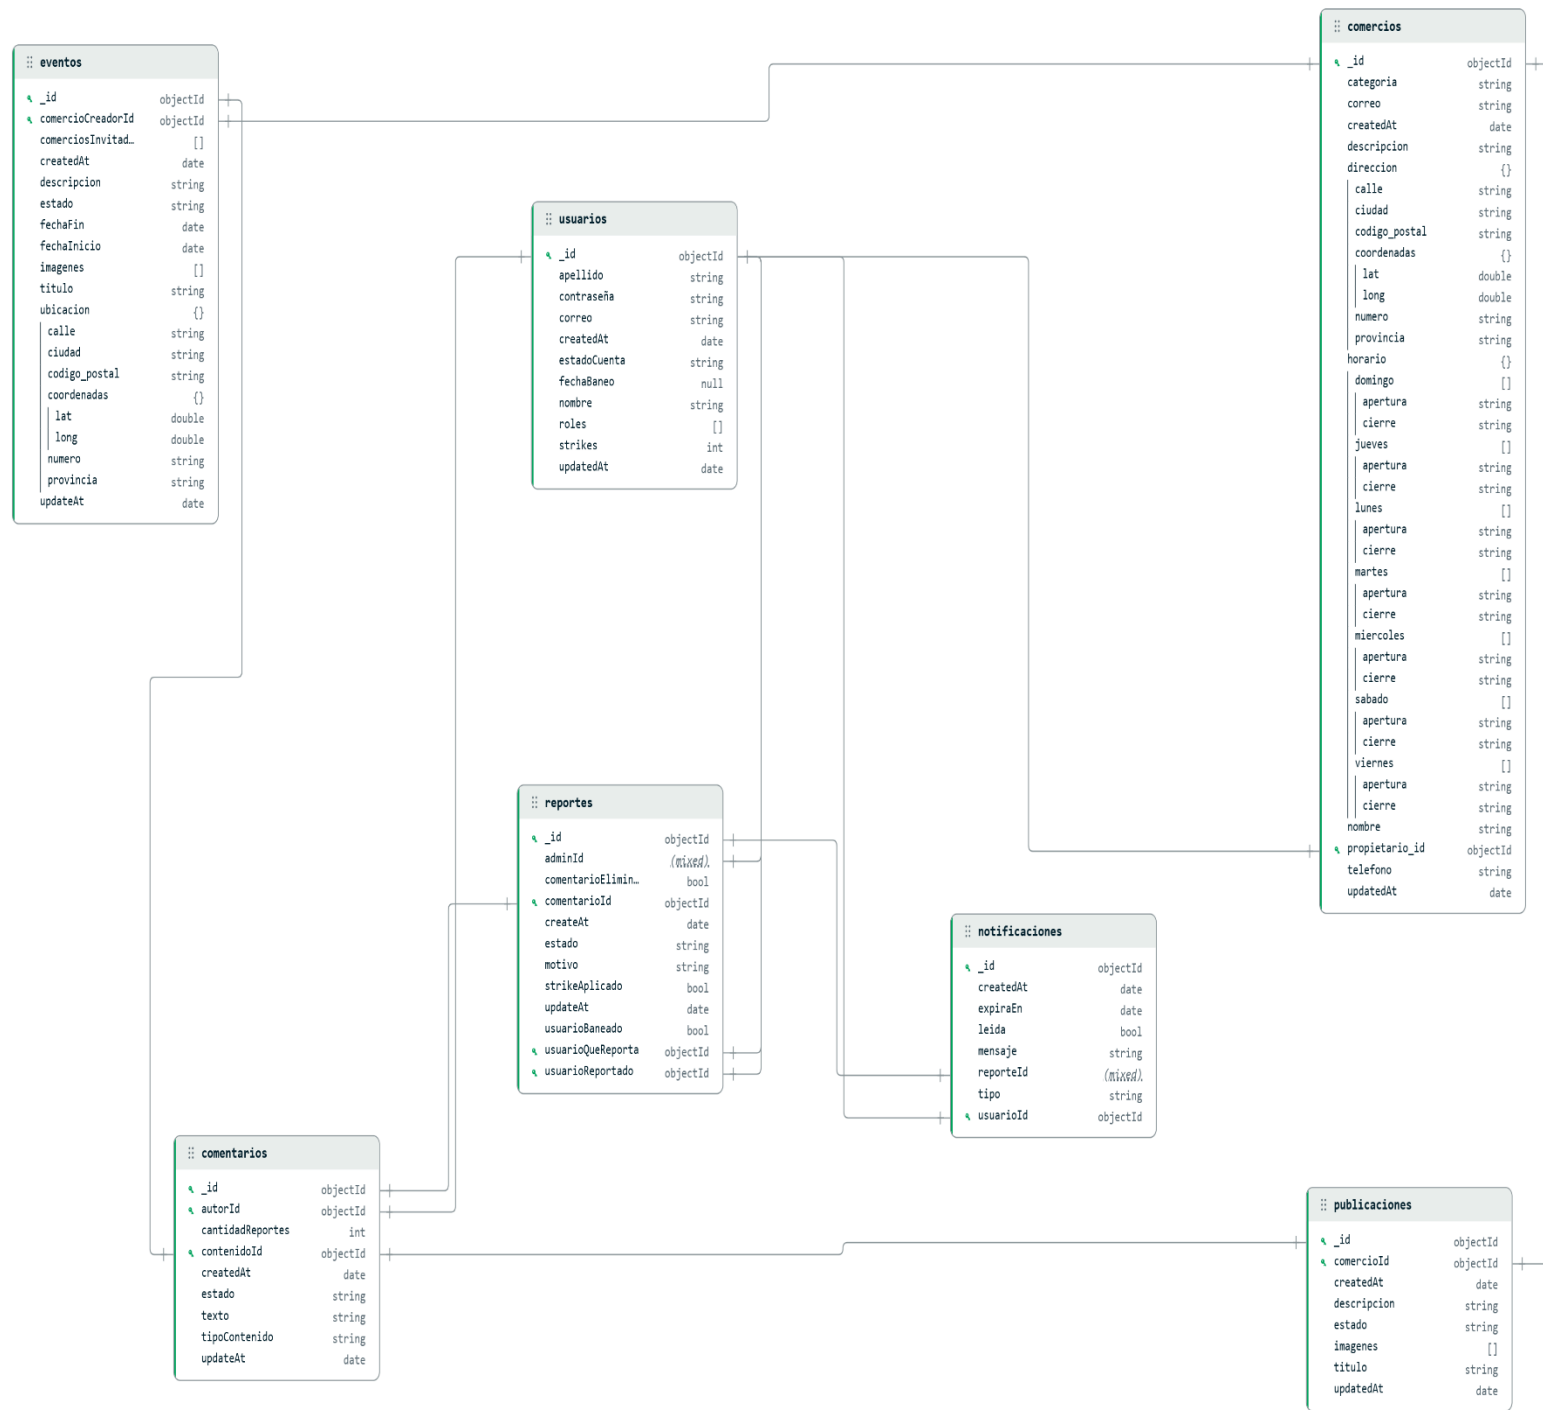 eventos
_id objectId
comercioCreadorId objectId
comerciosInvitad… []
createdAt date
descripcion string
estado string
fechaFin date
fechaInicio date
imagenes []
titulo string
ubicacion {}
calle string
ciudad string
codigo_postal string
coordenadas {}
lat double
long double
numero string
provincia string
updateAt date
usuarios
_id objectId
apellido string
contraseña string
correo string
createdAt date
estadoCuenta string
fechaBaneo null
nombre string
roles []
strikes int
updatedAt date
comercios
_id objectId
categoria string
correo string
createdAt date
descripcion string
direccion {}
calle string
ciudad string
codigo_postal string
coordenadas {}
lat double
long double
numero string
provincia string
horario {}
domingo []
apertura string
cierre string
jueves []
apertura string
cierre string
lunes []
apertura string
cierre string
martes []
apertura string
cierre string
miercoles []
apertura string
cierre string
sabado []
apertura string
cierre string
viernes []
apertura string
cierre string
nombre string
propietario_id objectId
telefono string
updatedAt date
reportes
_id objectId
adminId (mixed)
comentarioElimin… bool
comentarioId objectId
createAt date
estado string
motivo string
strikeAplicado bool
updateAt date
usuarioBaneado bool
usuarioQueReporta objectId
usuarioReportado objectId
notificaciones
_id objectId
createdAt date
expiraEn date
leida bool
mensaje string
reporteId (mixed)
tipo string
usuarioId objectId
comentarios
_id objectId
autorId objectId
cantidadReportes int
contenidoId objectId
createdAt date
estado string
texto string
tipoContenido string
updateAt date
publicaciones
_id objectId
comercioId objectId
createdAt date
descripcion string
estado string
imagenes []
titulo string
updatedAt date